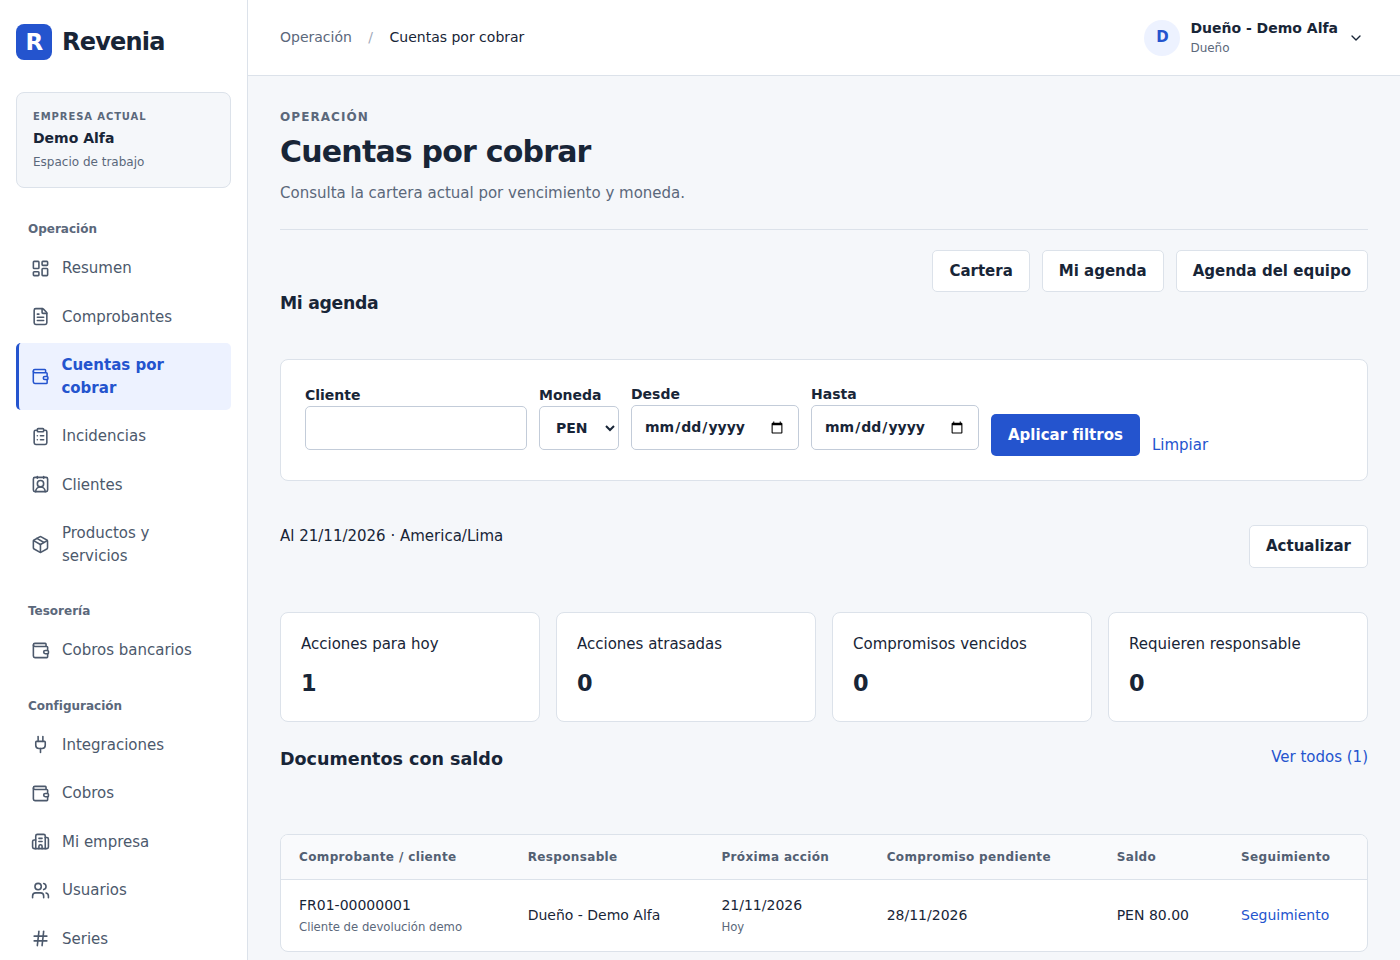 R Revenia
EMPRESA ACTUAL
Demo Alfa
Espacio de trabajo
Operación
Resumen
Comprobantes
Cuentas por
cobrar
Incidencias
Clientes
Productos y
servicios
Tesorería
Cobros bancarios
Configuración
Integraciones
Cobros
Mi empresa
Usuarios
Series
Operación / Cuentas por cobrar
D
Dueño - Demo Alfa
Dueño
OPERACIÓN
Cuentas por cobrar
Consulta la cartera actual por vencimiento y moneda.
Cartera Mi agenda Agenda del equipo
Mi agenda
Cliente Moneda Desde Hasta
PEN mm/dd/yyyy mm/dd/yyyy Aplicar filtros Limpiar
Al 21/11/2026 · America/Lima
Actualizar
Acciones para hoy
1
Acciones atrasadas
0
Compromisos vencidos
0
Requieren responsable
0
Documentos con saldo
Ver todos (1)
Comprobante / cliente Responsable Próxima acción Compromiso pendiente Saldo Seguimiento
FR01-00000001
Cliente de devolución demo
Dueño - Demo Alfa
21/11/2026
Hoy
28/11/2026
PEN 80.00
Seguimiento